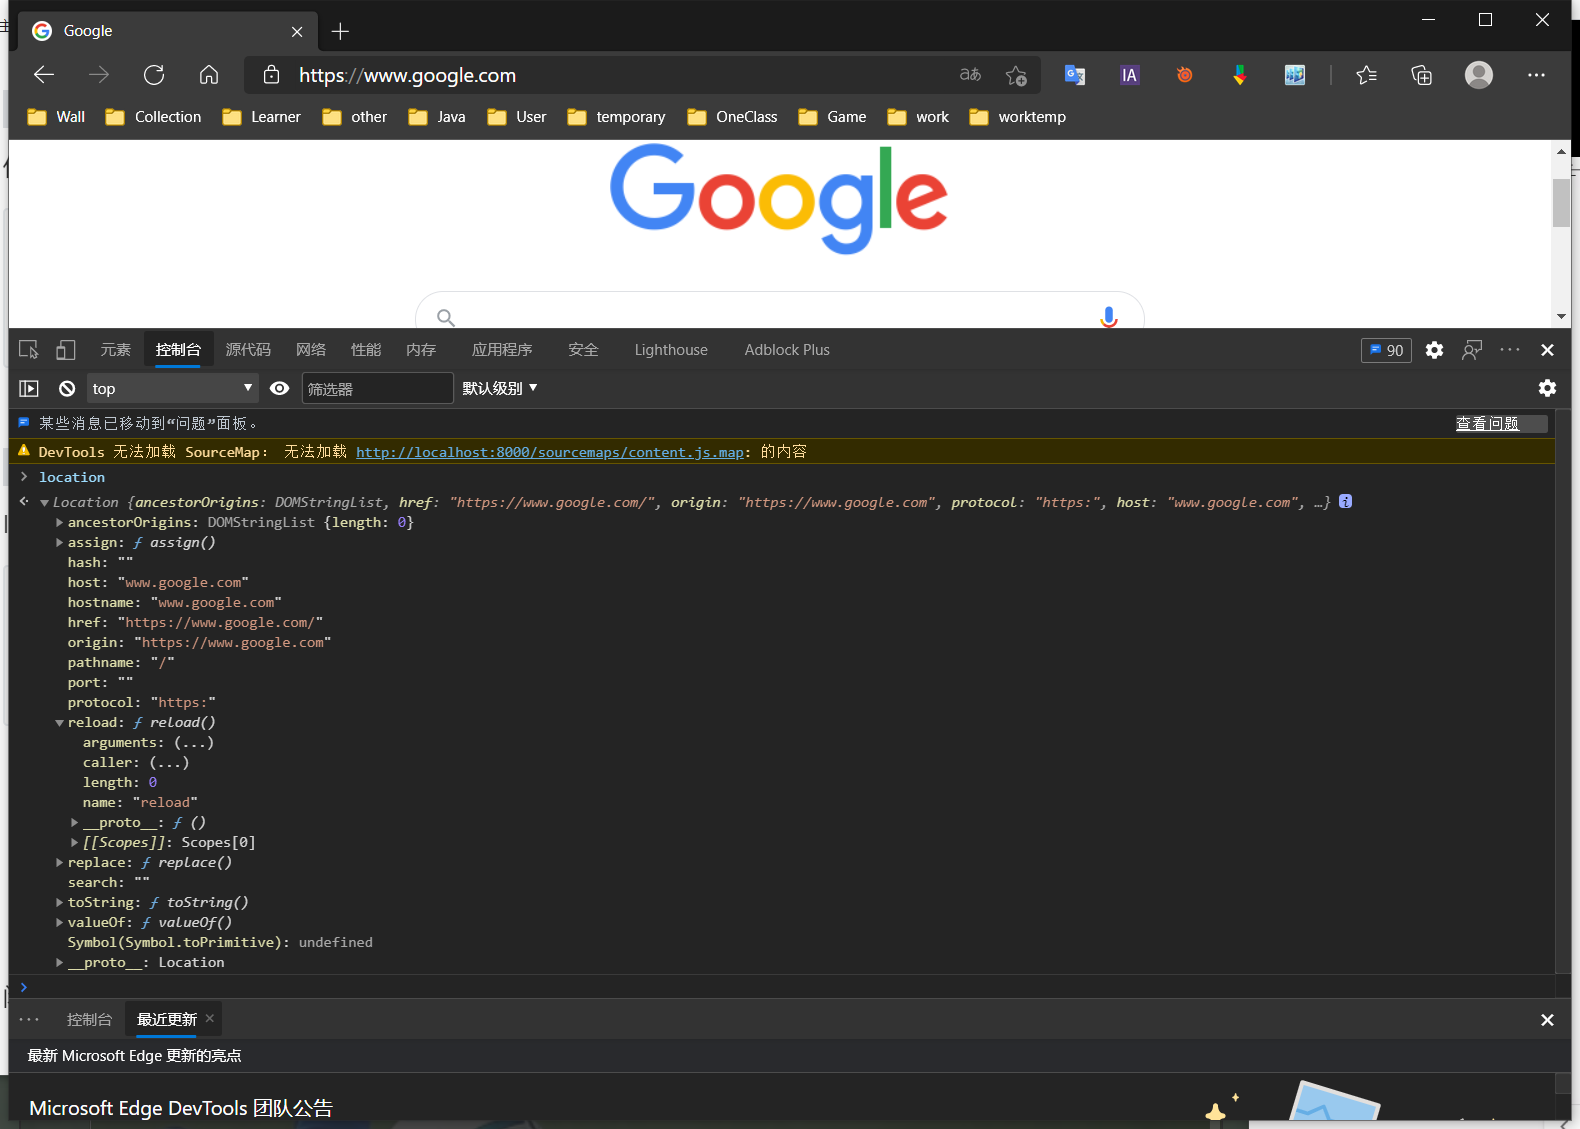 Google
https://www.google.com
aあ
IA
Wall Collection Learner other Java User temporary OneClass Game work worktemp
Google
元素 控制台 源代码 网络 性能 内存 应用程序 安全 Lighthouse Adblock Plus 90
top 筛选器 默认级别
某些消息已移动到“问题”面板。 查看问题
DevTools 无法加载 SourceMap: 无法加载 http://localhost:8000/sourcemaps/content.js.map: 的内容
location
Location {ancestorOrigins: DOMStringList, href: "https://www.google.com/", origin: "https://www.google.com", protocol: "https:", host: "www.google.com", …}
ancestorOrigins: DOMStringList {length: 0}
assign: ƒ assign()
hash: ""
host: "www.google.com"
hostname: "www.google.com"
href: "https://www.google.com/"
origin: "https://www.google.com"
pathname: "/"
port: ""
protocol: "https:"
reload: ƒ reload()
arguments: (...)
caller: (...)
length: 0
name: "reload"
__proto__: ƒ ()
[[Scopes]]: Scopes[0]
replace: ƒ replace()
search: ""
toString: ƒ toString()
valueOf: ƒ valueOf()
Symbol(Symbol.toPrimitive): undefined
__proto__: Location
控制台 最近更新
最新 Microsoft Edge 更新的亮点
Microsoft Edge DevTools 团队公告